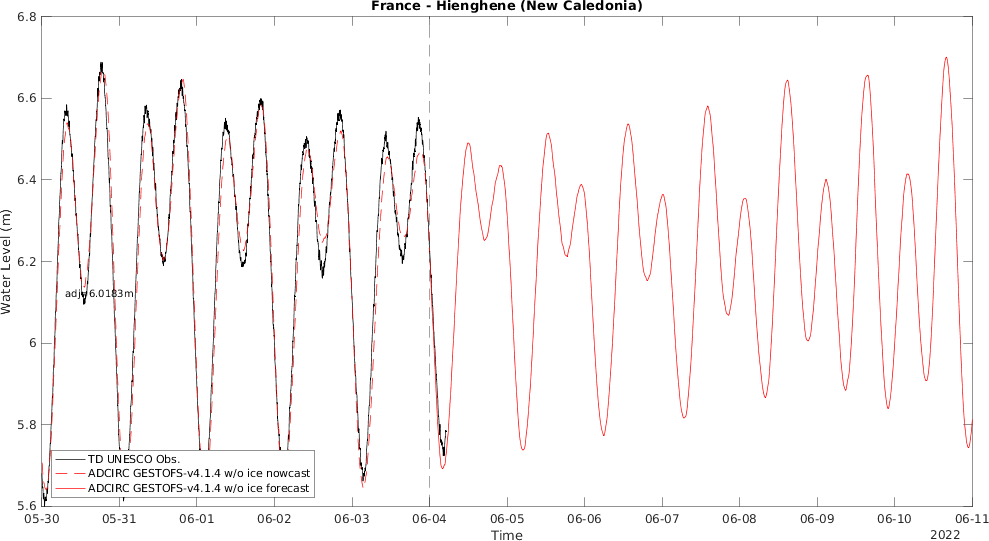 France - Hienghene (New Caledonia)
6.8
6.6
6.4
6.2
6
5.8
5.6
Water Level (m)
adj=6.0183m
TD UNESCO Obs.
ADCIRC GESTOFS-v4.1.4 w/o ice nowcast
ADCIRC GESTOFS-v4.1.4 w/o ice forecast
05-30 05-31 06-01 06-02 06-03 06-04 06-05 06-06 06-07 06-08 06-09 06-10 06-11
Time
2022